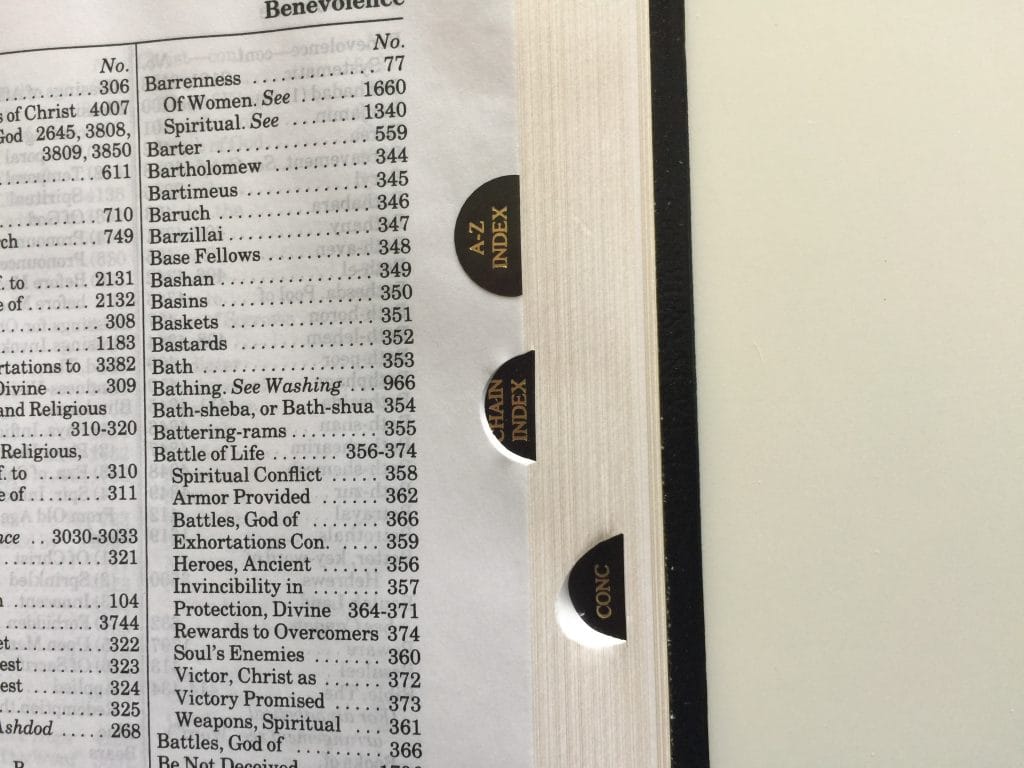 Benevolence
No.
306
of Christ 4007
God 2645, 3808,
3809, 3850
611
710
749
f. to ...... 2131
e of ....... 2132
308
1183
to 3382
Divine ...... 309
and Religious
310-320
Religious,
f. to ....... 310
e of ....... 311
.. 3030-3033
321
104
3744
322
323
324
325
Ashdod .... 268
No.
Barrenness .......... 77
Of Women. See ...... 1660
Spiritual. See ...... 1340
Barter .............. 559
Bartholomew ......... 344
Bartimeus ........... 345
Baruch .............. 346
Barzillai ........... 347
Base Fellows ........ 348
Bashan .............. 349
Basins .............. 350
Baskets ............. 351
Bastards ............ 352
Bath ................ 353
Bathing. See Washing ... 966
Bath-sheba, or Bath-shua 354
Battering-rams ...... 355
Battle of Life ... 356-374
Spiritual Conflict ..... 358
Armor Provided ...... 362
Battles, God of ...... 366
Exhortations Con. .... 359
Heroes, Ancient ...... 356
Invincibility in ...... 357
Protection, Divine 364-371
Rewards to Overcomers 374
Soul's Enemies ....... 360
Victor, Christ as ..... 372
Victory Promised .... 373
Weapons, Spiritual ... 361
Battles, God of ........ 366
Be Not Deceived
A-Z
INDEX
CHAIN
INDEX
CONC